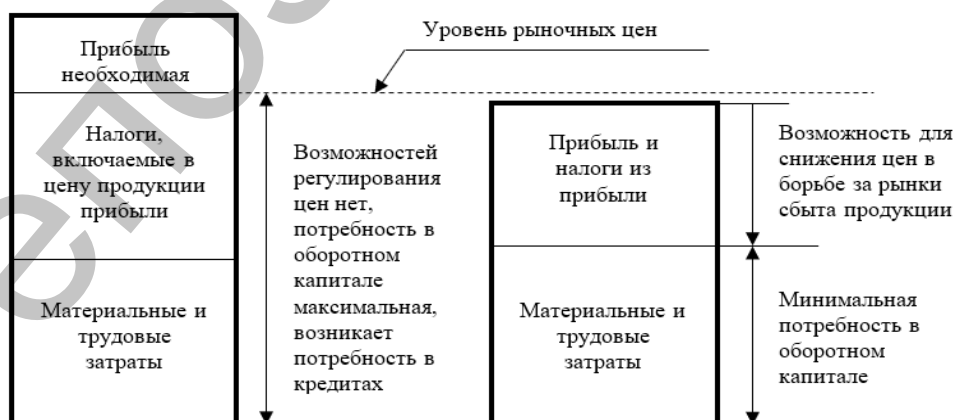 Уровень рыночных цен
Прибыль
необходимая
Налоги,
включаемые в
цену продукции
прибыли
Материальные и
трудовые
затраты
Возможностей
регулирования
цен нет,
потребность в
оборотном
капитале
максимальная,
возникает
потребность в
кредитах
Прибыль и
налоги из
прибыли
Материальные и
трудовые
затраты
Возможность для
снижения цен в
борьбе за рынки
сбыта продукции
Минимальная
потребность в
оборотном
капитале